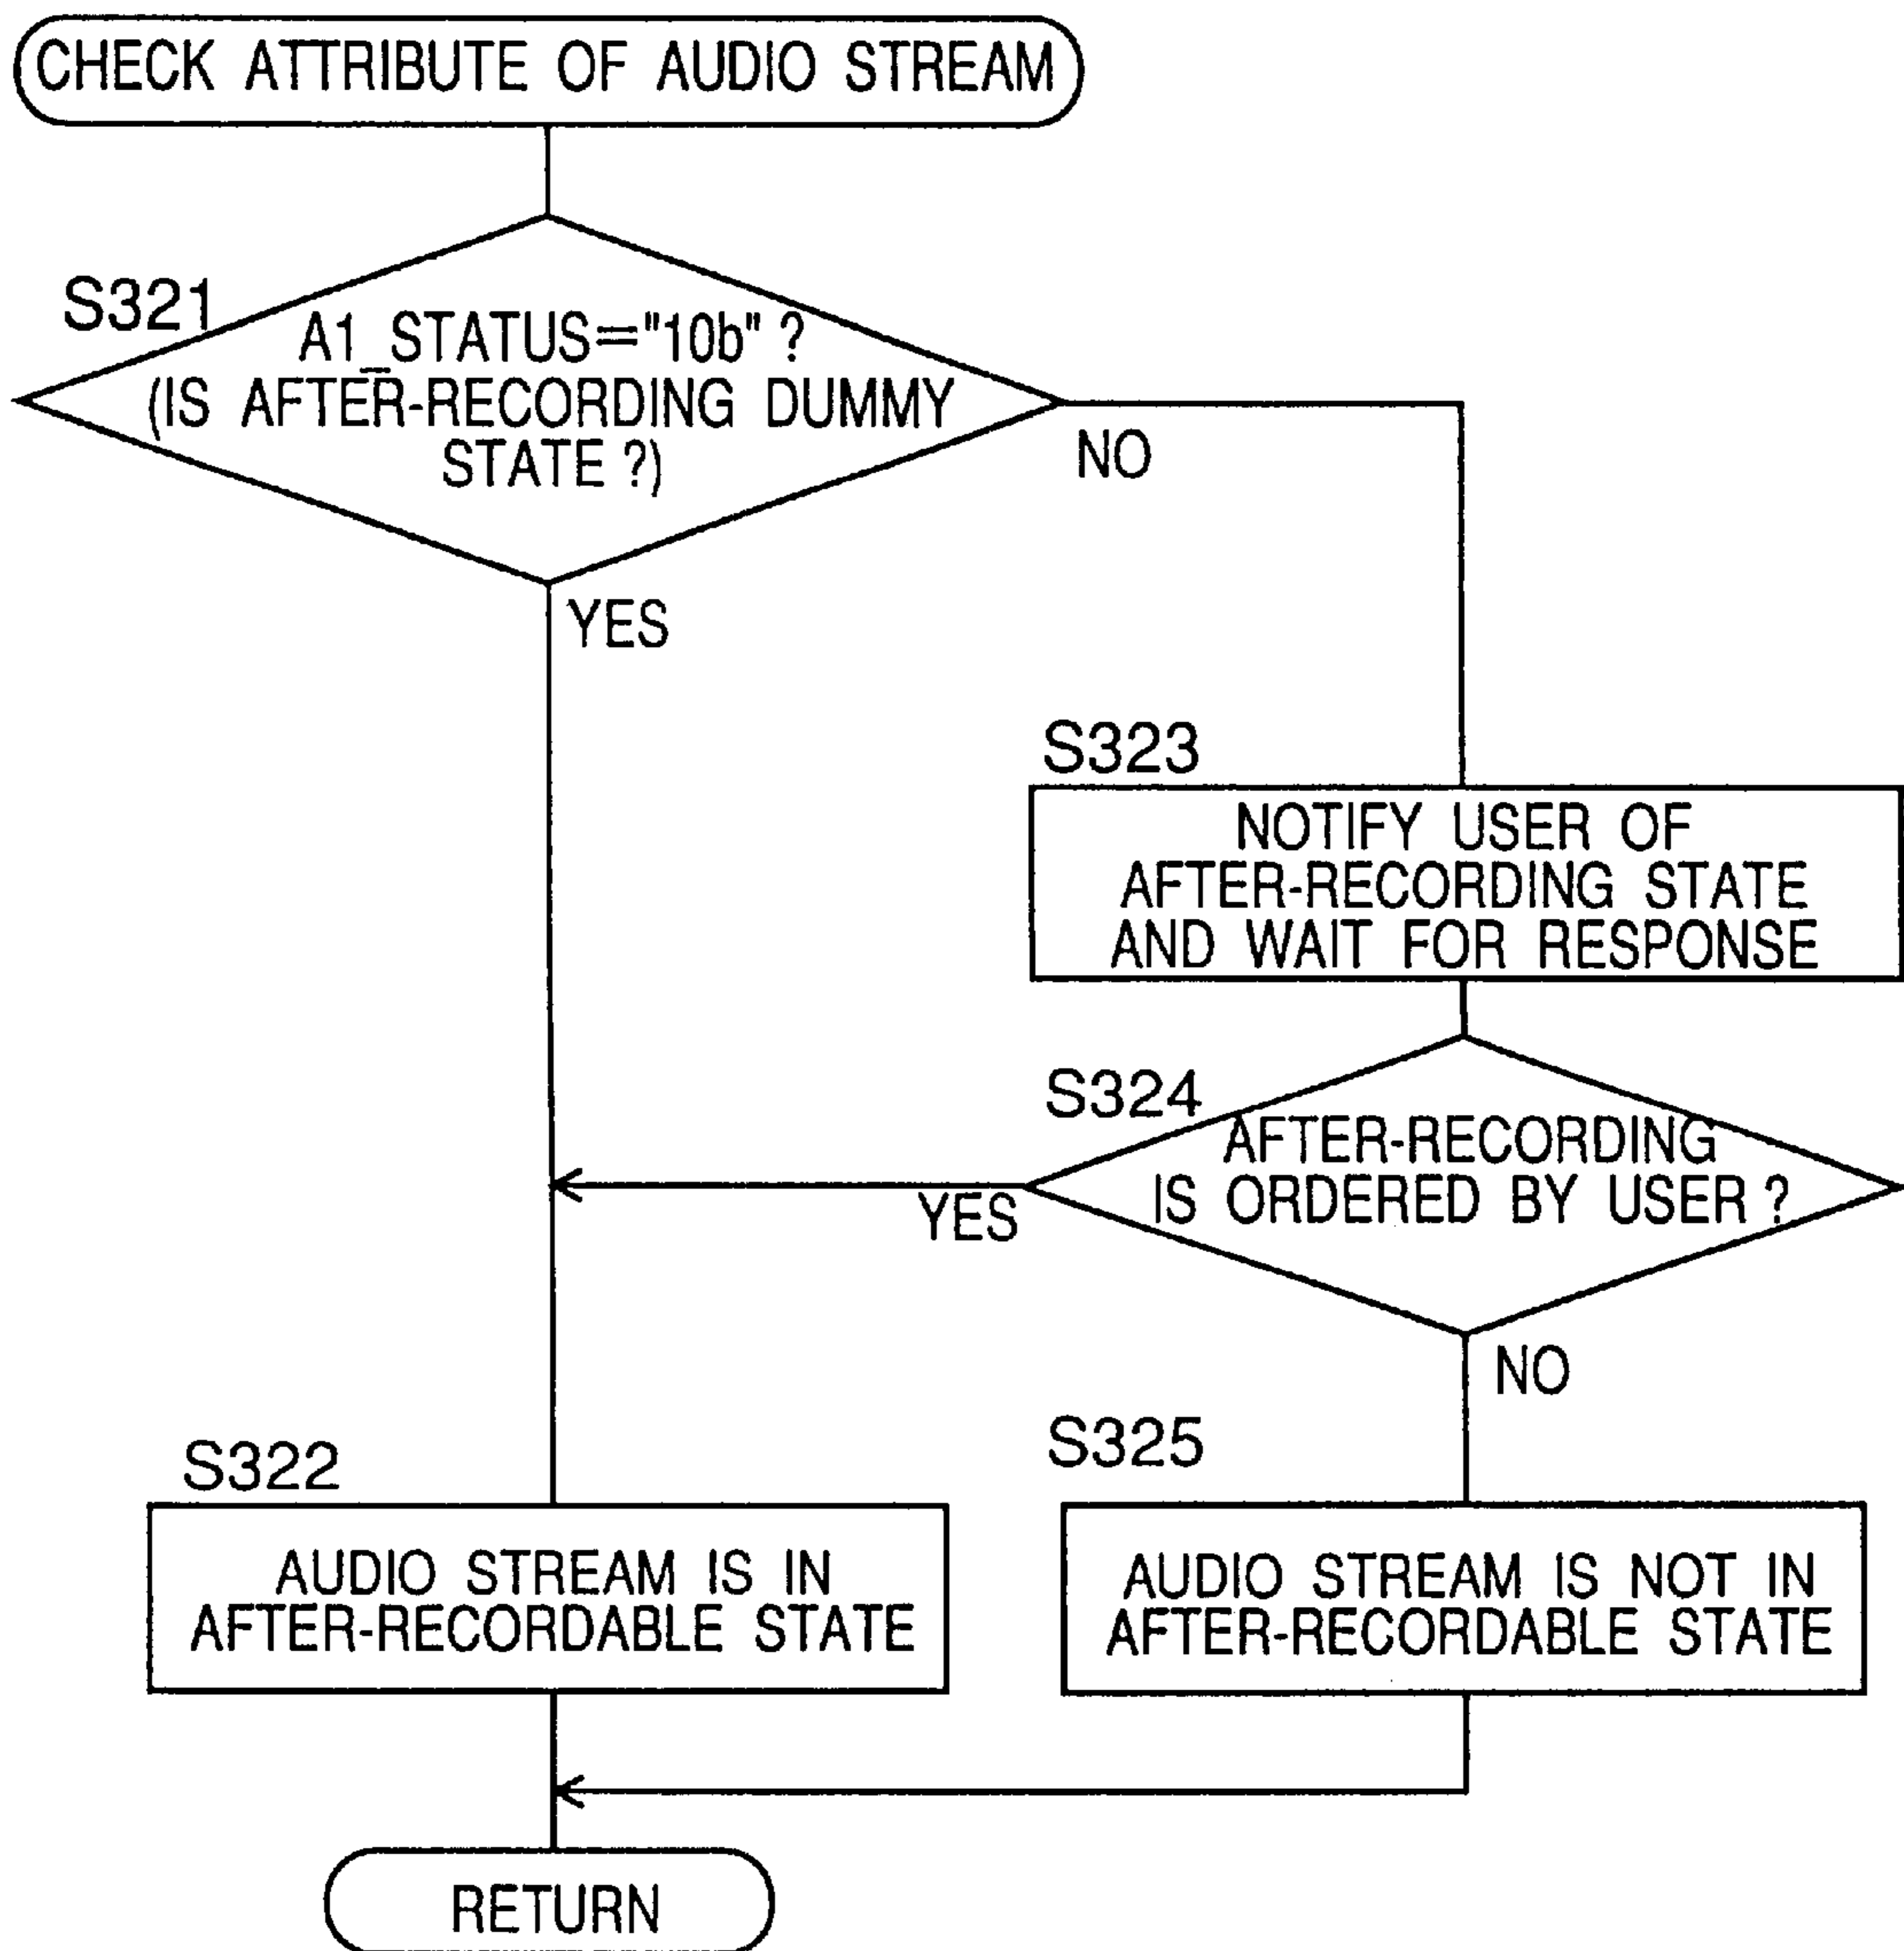 CHECK ATTRIBUTE OF AUDIO STREAM
S321
A1_STATUS="10b" ?
(IS AFTER-RECORDING DUMMY
STATE ?)
NO
YES
S323
NOTIFY USER OF
AFTER-RECORDING STATE
AND WAIT FOR RESPONSE
S324
AFTER-RECORDING
IS ORDERED BY USER ?
YES
NO
S322
AUDIO STREAM IS IN
AFTER-RECORDABLE STATE
S325
AUDIO STREAM IS NOT IN
AFTER-RECORDABLE STATE
RETURN